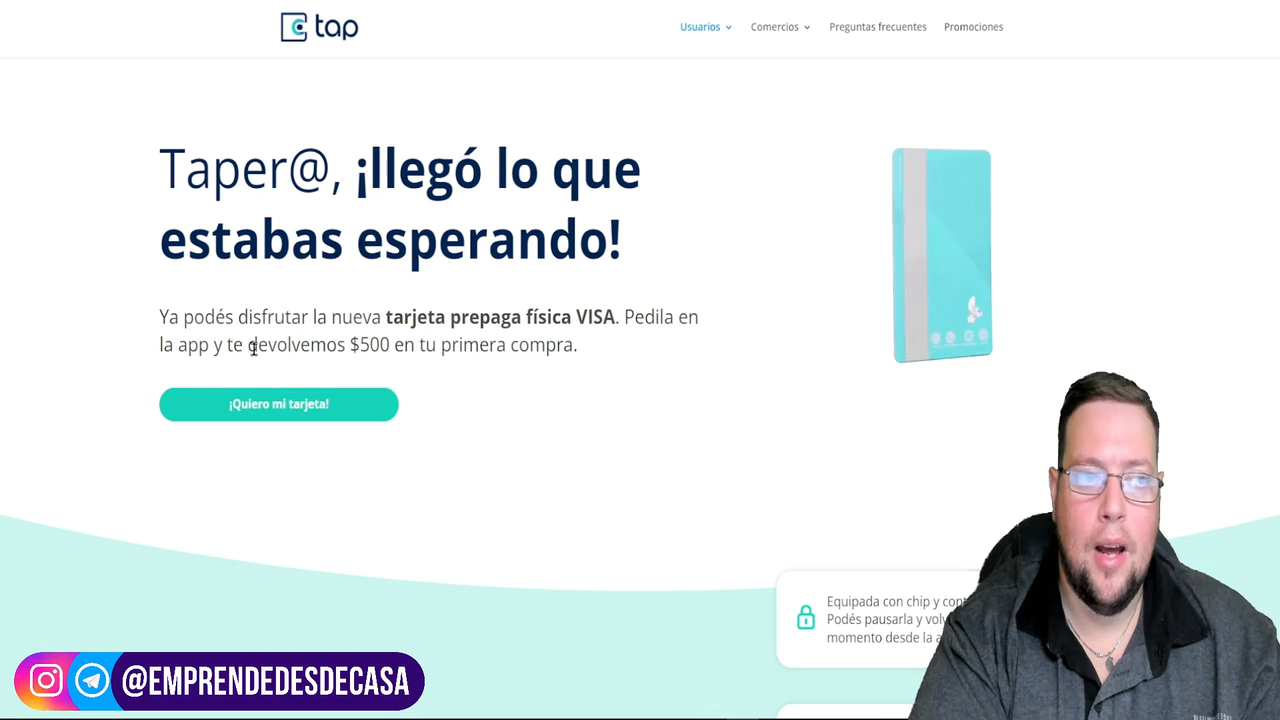 tap
Usuarios
Comercios
Preguntas frecuentes
Promociones
Taper@, ¡llegó lo que
estabas esperando!
Ya podés disfrutar la nueva tarjeta prepaga física VISA. Pedila en
la app y te devolvemos $500 en tu primera compra.
¡Quiero mi tarjeta!
Equipada con chip y
Podés pausarla y
momento desde la
@EMPRENDEDESDECASA